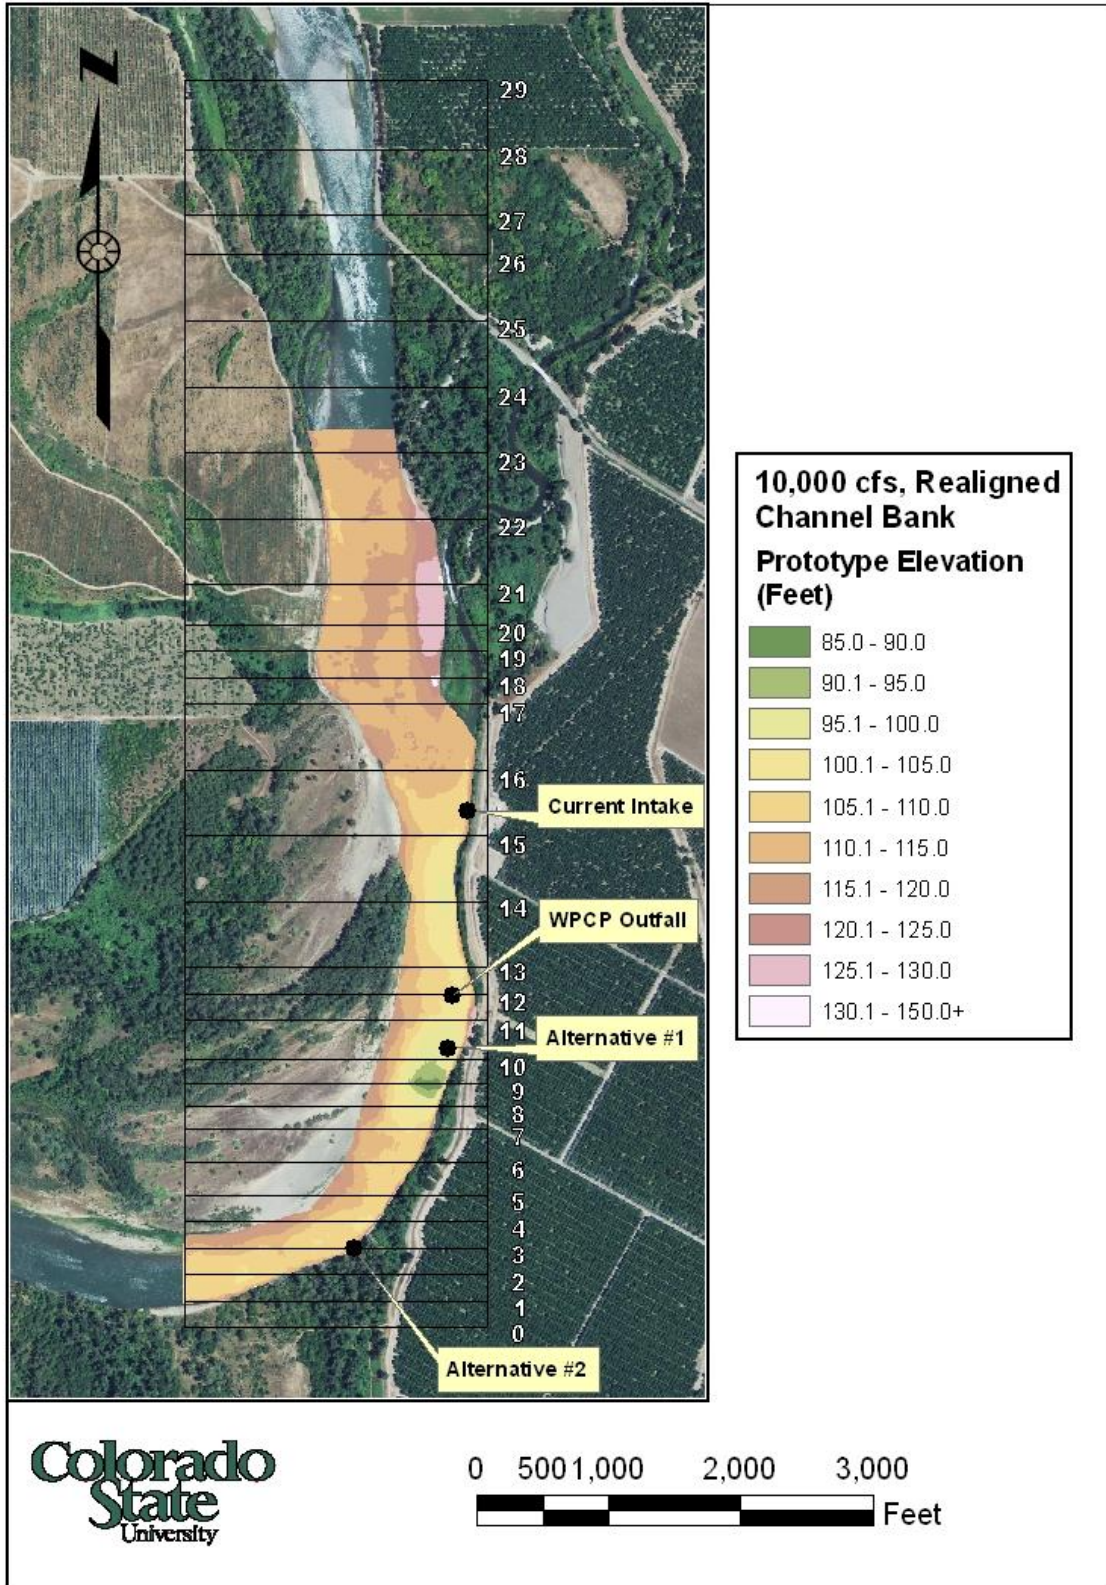 N
29
28
27
26
25
24
23
22
21
20
19
18
17
16
Current Intake
15
14
WPCP Outfall
13
12
11
Alternative #1
10
9
8
7
6
5
4
3
2
1
0
Alternative #2
10,000 cfs, Realigned
Channel Bank
Prototype Elevation
(Feet)
85.0 - 90.0
90.1 - 95.0
95.1 - 100.0
100.1 - 105.0
105.1 - 110.0
110.1 - 115.0
115.1 - 120.0
120.1 - 125.0
125.1 - 130.0
130.1 - 150.0+
Colorado
State
University
0 500 1,000 2,000 3,000
Feet